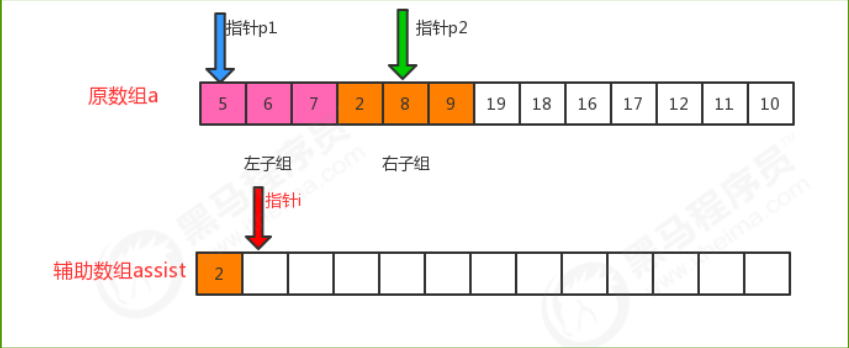 指针p1
指针p2
原数组a
5 6 7 2 8 9 19 18 16 17 12 11 10
左子组
右子组
指针i
辅助数组assist
2
黑马程序员
www.itheima.com
黑马程序员
www.itheima.com